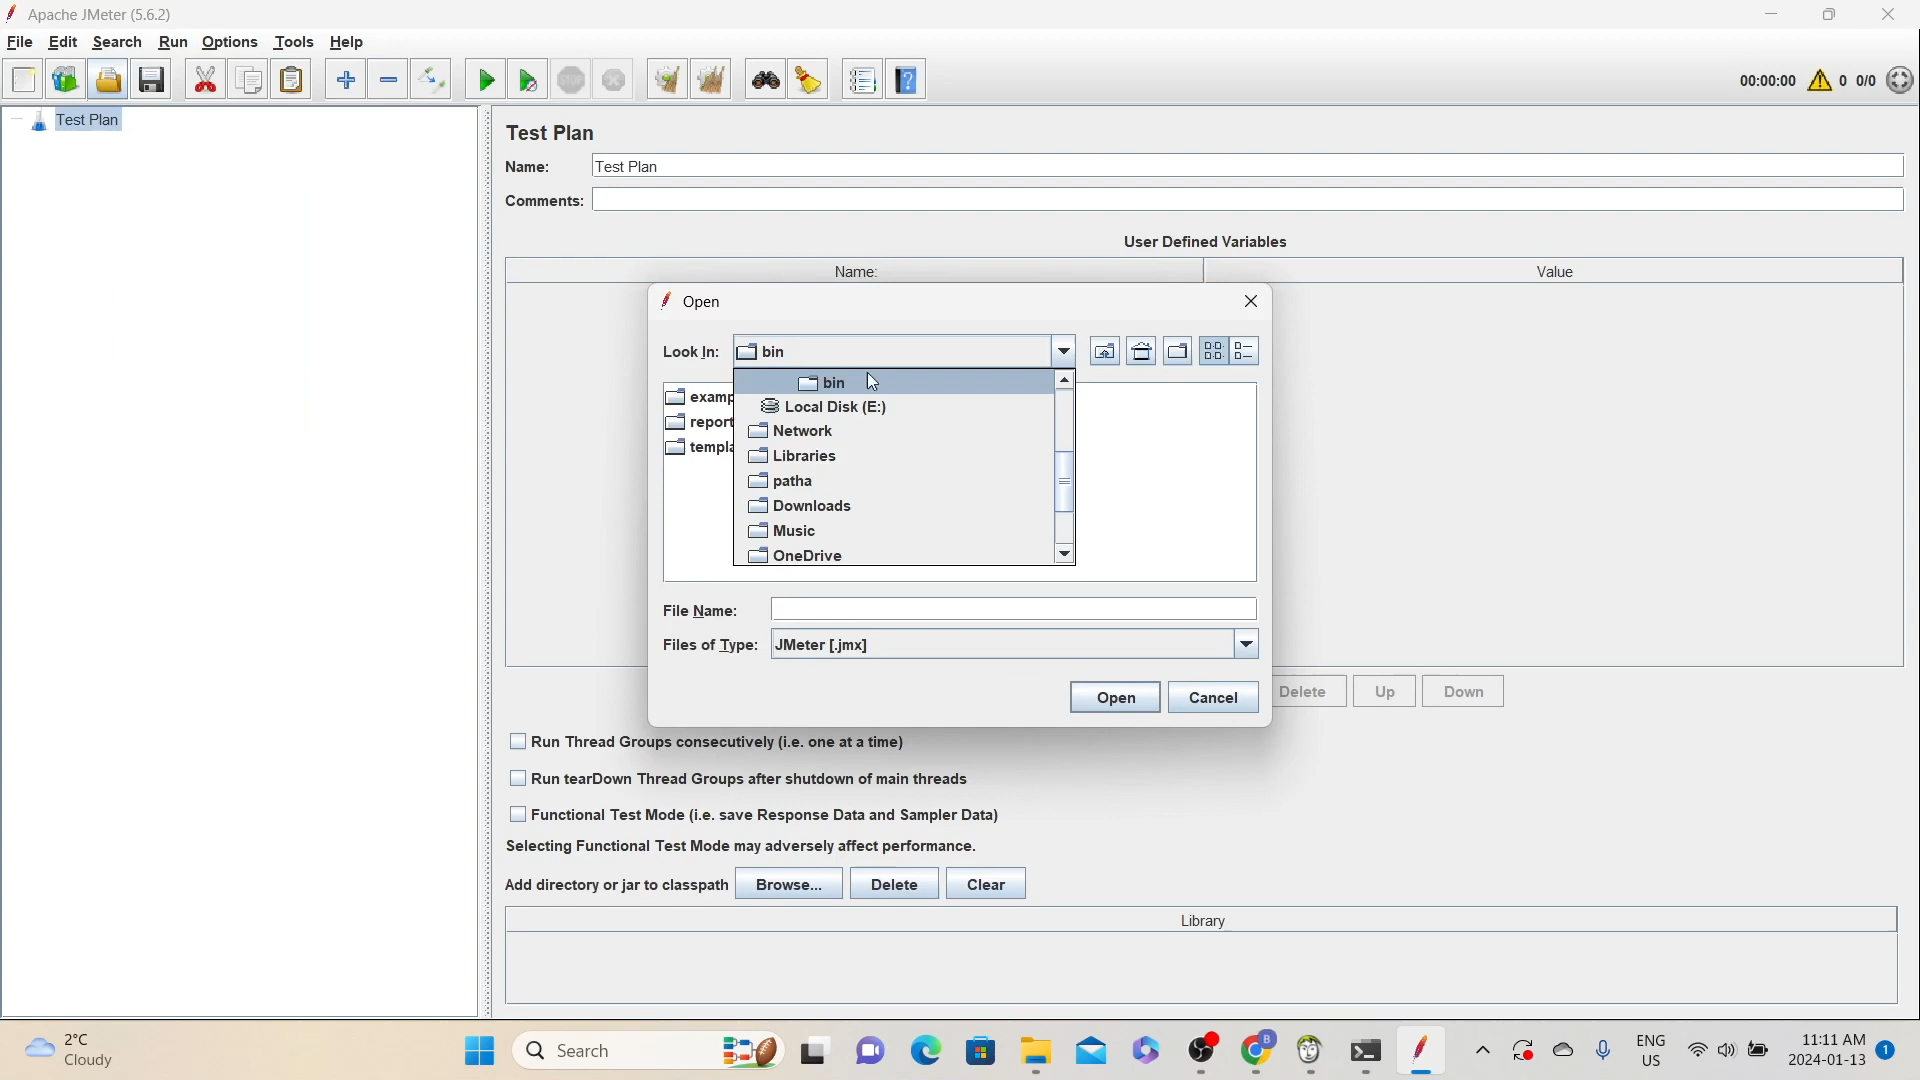 Apache JMeter (5.6.2)
File Edit Search Run Options Tools Help
STOP
?
00:00:00 0 0/0
Test Plan
Test Plan
Name: Test Plan
Comments:
User Defined Variables
Name: Value
Open
Look In: bin
bin
Local Disk (E:)
Network
Libraries
patha
Downloads
Music
OneDrive
examp
report
templa
File Name:
Files of Type: JMeter [.jmx]
Open Cancel
Delete Up Down
Run Thread Groups consecutively (i.e. one at a time)
Run tearDown Thread Groups after shutdown of main threads
Functional Test Mode (i.e. save Response Data and Sampler Data)
Selecting Functional Test Mode may adversely affect performance.
Add directory or jar to classpath Browse... Delete Clear
Library
2°C
Cloudy
Search
B
ENG
US
11:11 AM
2024-01-13
1